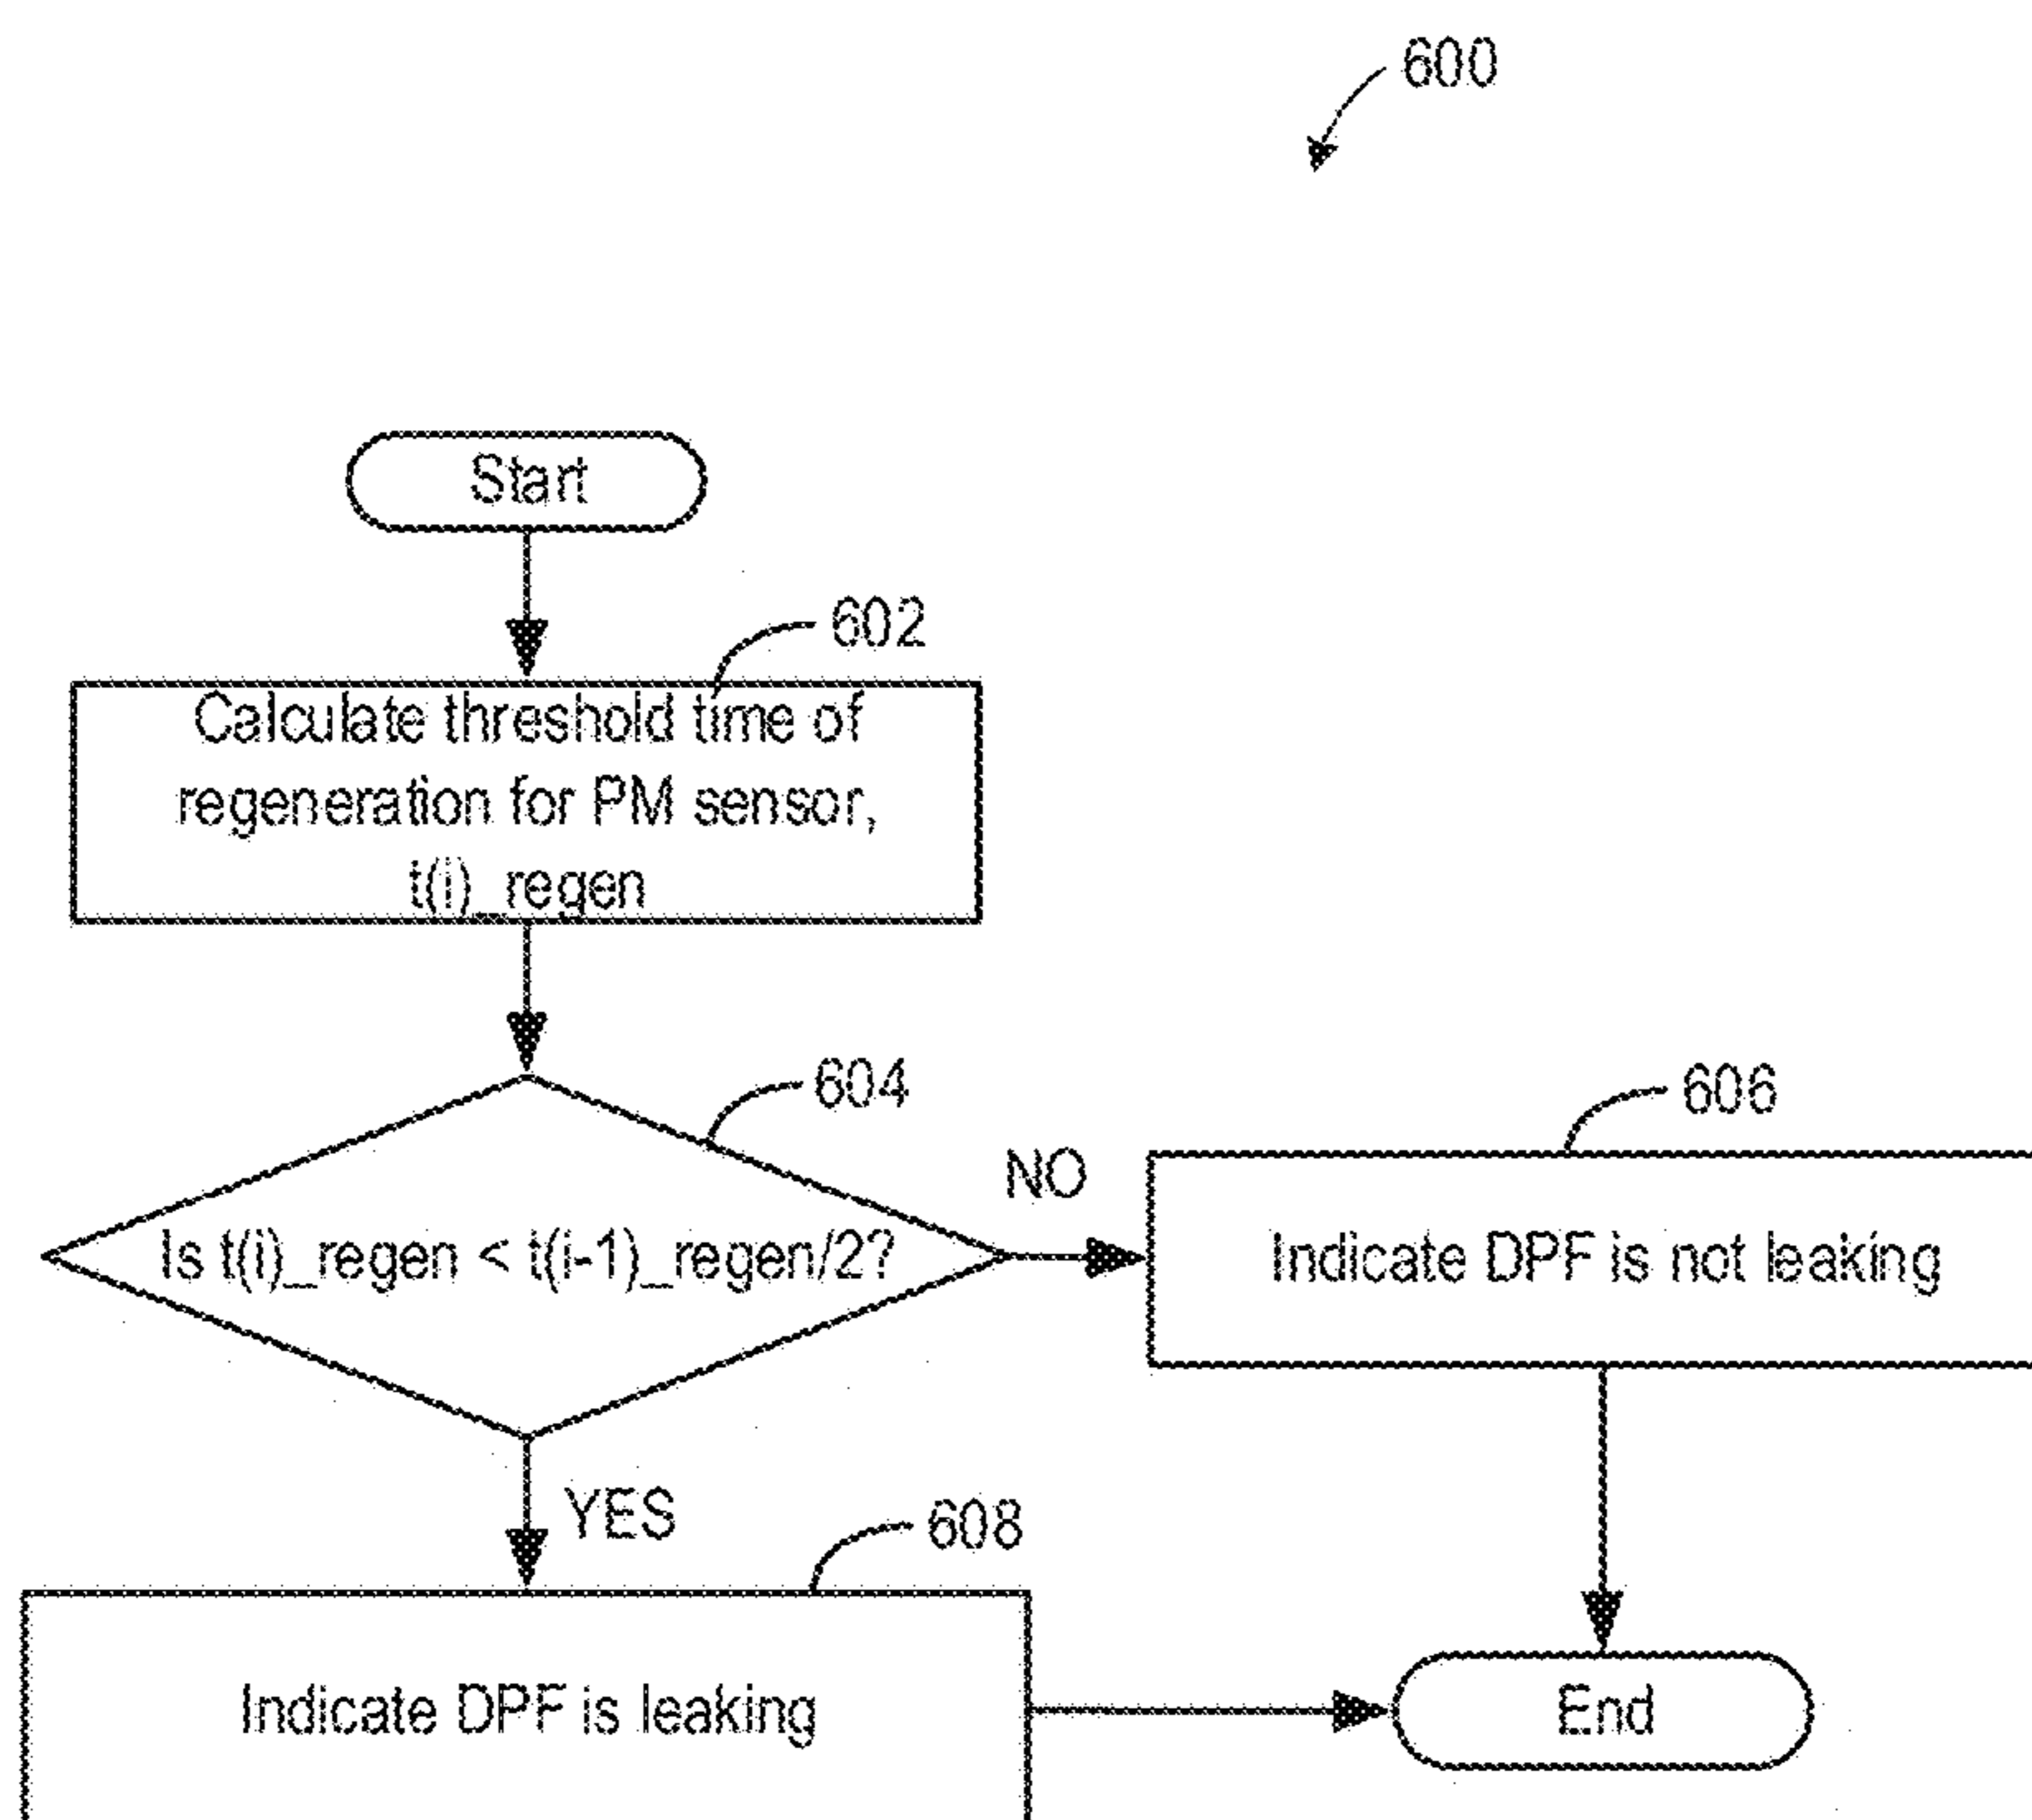 600
Start
602
Calculate threshold time of
regeneration for PM sensor,
t(i)_regen
604
Is t(i)_regen < t(i-1)_regen/2?
NO
606
Indicate DPF is not leaking
YES
608
Indicate DPF is leaking
End